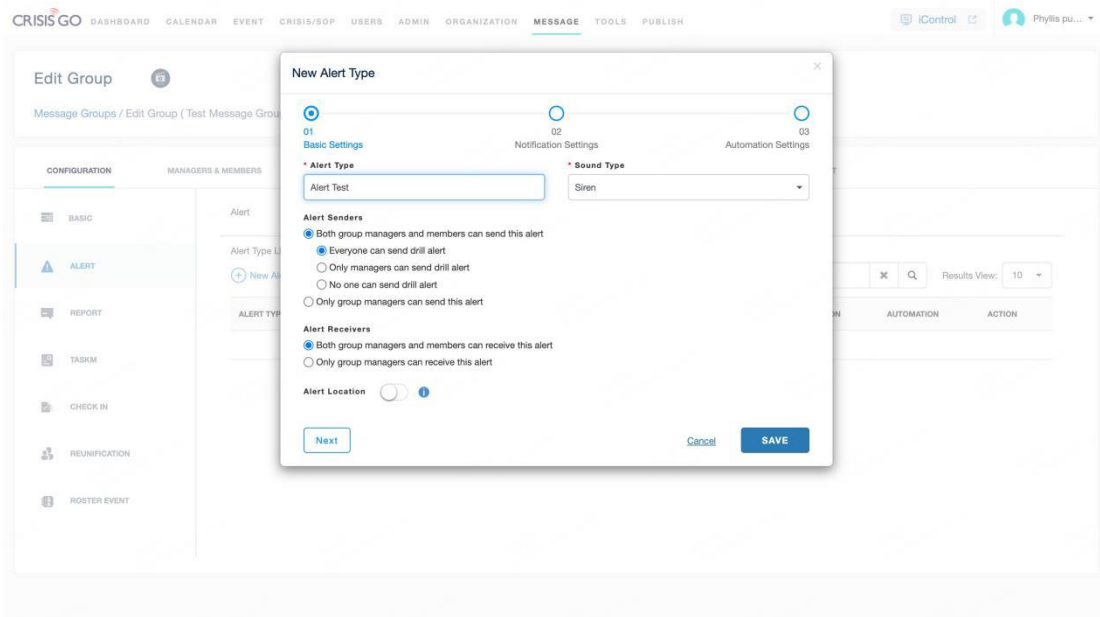 CRISIS GO DASHBOARD CALENDAR EVENT CRISIS/SOP USERS ADMIN ORGANIZATION MESSAGE TOOLS PUBLISH iControl Phyllis pu...
Edit Group
Message Groups / Edit Group ( Test Message Grou
New Alert Type
01
Basic Settings
02
Notification Settings
03
Automation Settings
* Alert Type
* Sound Type
Alert Test
Siren
Alert Senders
Both group managers and members can send this alert
Everyone can send drill alert
Only managers can send drill alert
No one can send drill alert
Only group managers can send this alert
Alert Receivers
Both group managers and members can receive this alert
Only group managers can receive this alert
Alert Location
Next
Cancel
SAVE
CONFIGURATION MANAGERS & MEMBERS
BASIC
ALERT
REPORT
TASKM
CHECK IN
REUNIFICATION
ROSTER EVENT
Alert
Alert Type Li
New Al
Results View: 10
ALERT TYP
ON AUTOMATION ACTION